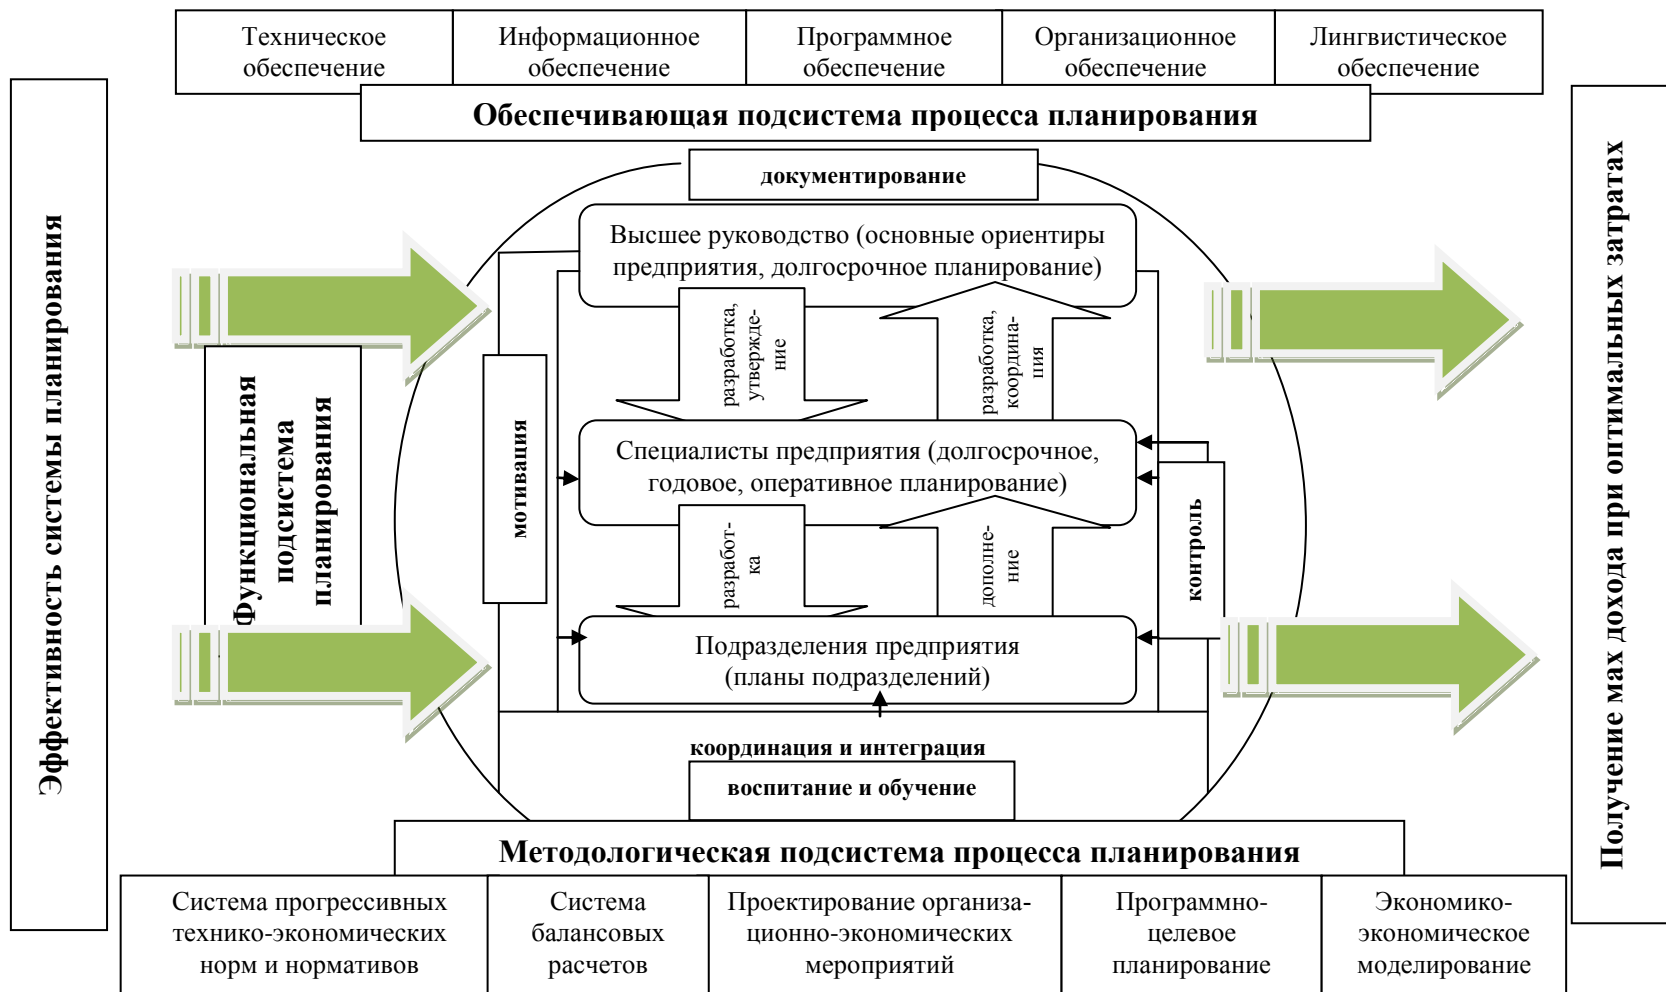 Техническое
обеспечение
Информационное
обеспечение
Программное
обеспечение
Организационное
обеспечение
Лингвистическое
обеспечение
Обеспечивающая подсистема процесса планирования
Эффективность системы планирования
Функциональная
подсистема
планирования
документирование
Высшее руководство (основные ориентиры
предприятия, долгосрочное планирование)
разработка,
утвержде-
ние
разработка,
координа-
пия
мотивация
Специалисты предприятия (долгосрочное,
годовое, оперативное планирование)
контроль
разработ-
ка
дополне-
ние
Подразделения предприятия
(планы подразделений)
координация и интеграция
воспитание и обучение
Получение мах дохода при оптимальных затратах
Методологическая подсистема процесса планирования
Система прогрессивных
технико-экономических
норм и нормативов
Система
балансовых
расчетов
Проектирование организа-
ционно-экономических
мероприятий
Программно-
целевое
планирование
Экономико-
экономическое
моделирование